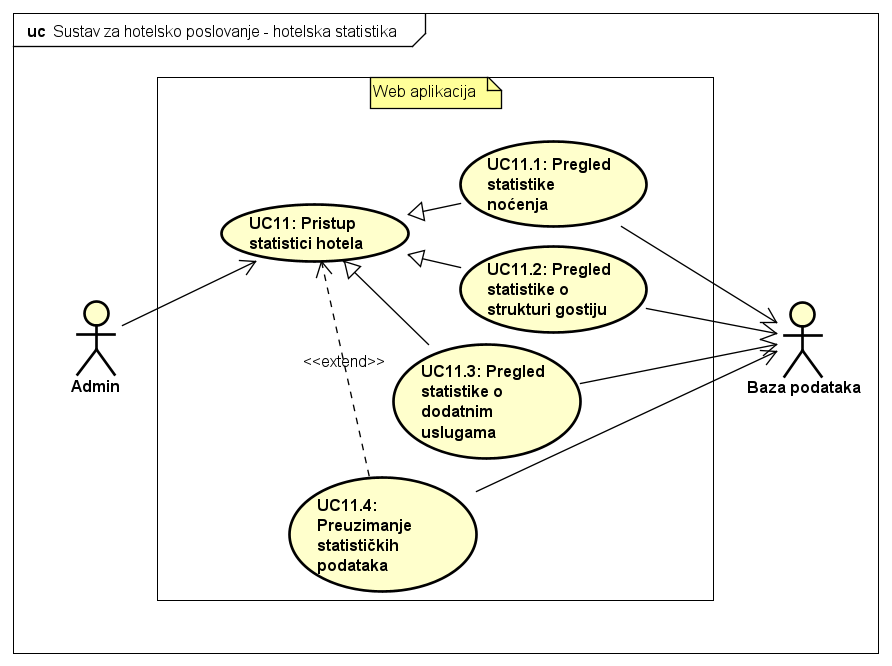 uc Sustav za hotelsko poslovanje - hotelska statistika
Web aplikacija
UC11.1: Pregled
statistike
noćenja
UC11: Pristup
statistici hotela
UC11.2: Pregled
statistike o
strukturi gostiju
<<extend>>
UC11.3: Pregled
statistike o
dodatnim
uslugama
Admin
Baza podataka
UC11.4:
Preuzimanje
statističkih
podataka